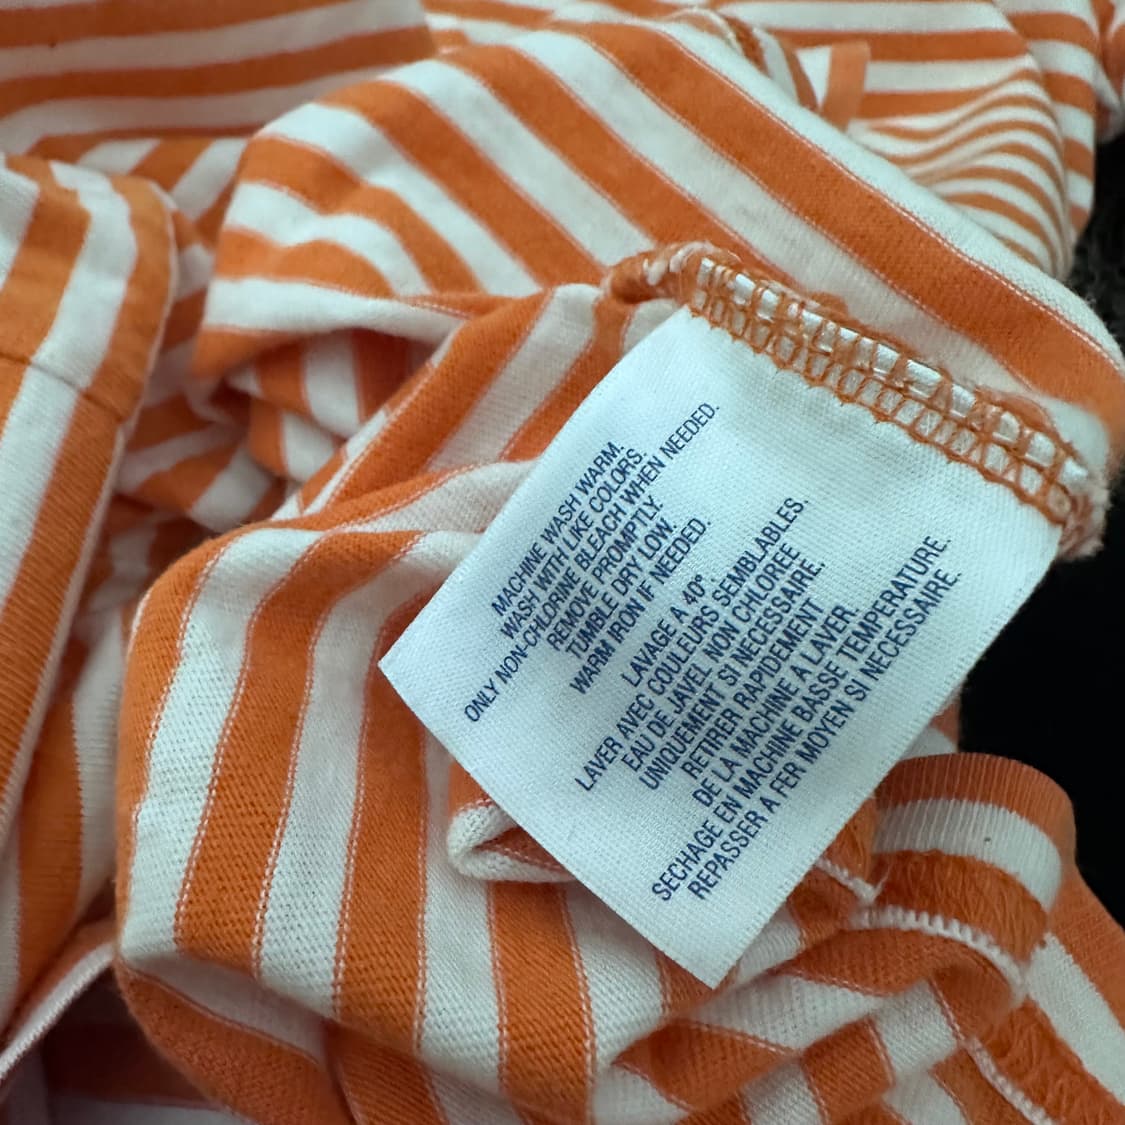 MACHINE WASH WARM.
WASH WITH LIKE COLORS.
ONLY NON-CHLORINE BLEACH WHEN NEEDED.
REMOVE PROMPTLY.
TUMBLE DRY LOW.
WARM IRON IF NEEDED.
LAVAGE A 40°
LAVER AVEC COULEURS SEMBLABLES.
EAU DE JAVEL NON CHLOREE
UNIQUEMENT SI NECESSAIRE.
RETIRER RAPIDEMENT
DE LA MACHINE A LAVER.
SECHAGE EN MACHINE BASSE TEMPERATURE.
REPASSER A FER MOYEN SI NECESSAIRE.